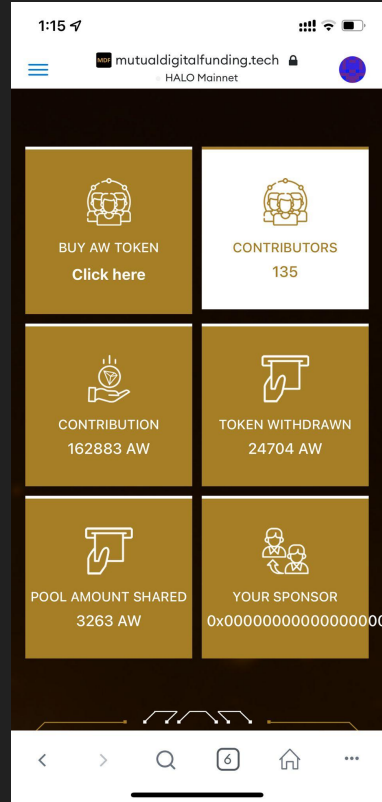 1:15
MDF mutualdigitalfunding.tech
HALO Mainnet
BUY AW TOKEN
Click here
CONTRIBUTORS
135
CONTRIBUTION
162883 AW
TOKEN WITHDRAWN
24704 AW
POOL AMOUNT SHARED
3263 AW
YOUR SPONSOR
0x00000000000000000
6